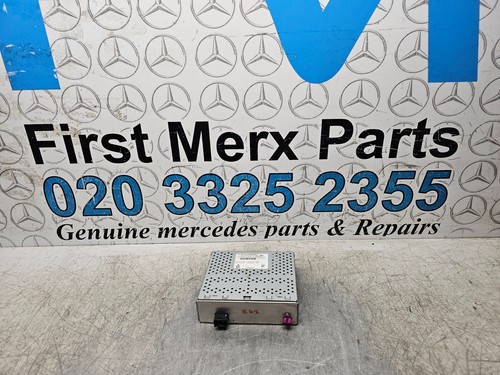 First Merx Parts
020 3325 2355
Genuine mercedes parts & Repairs